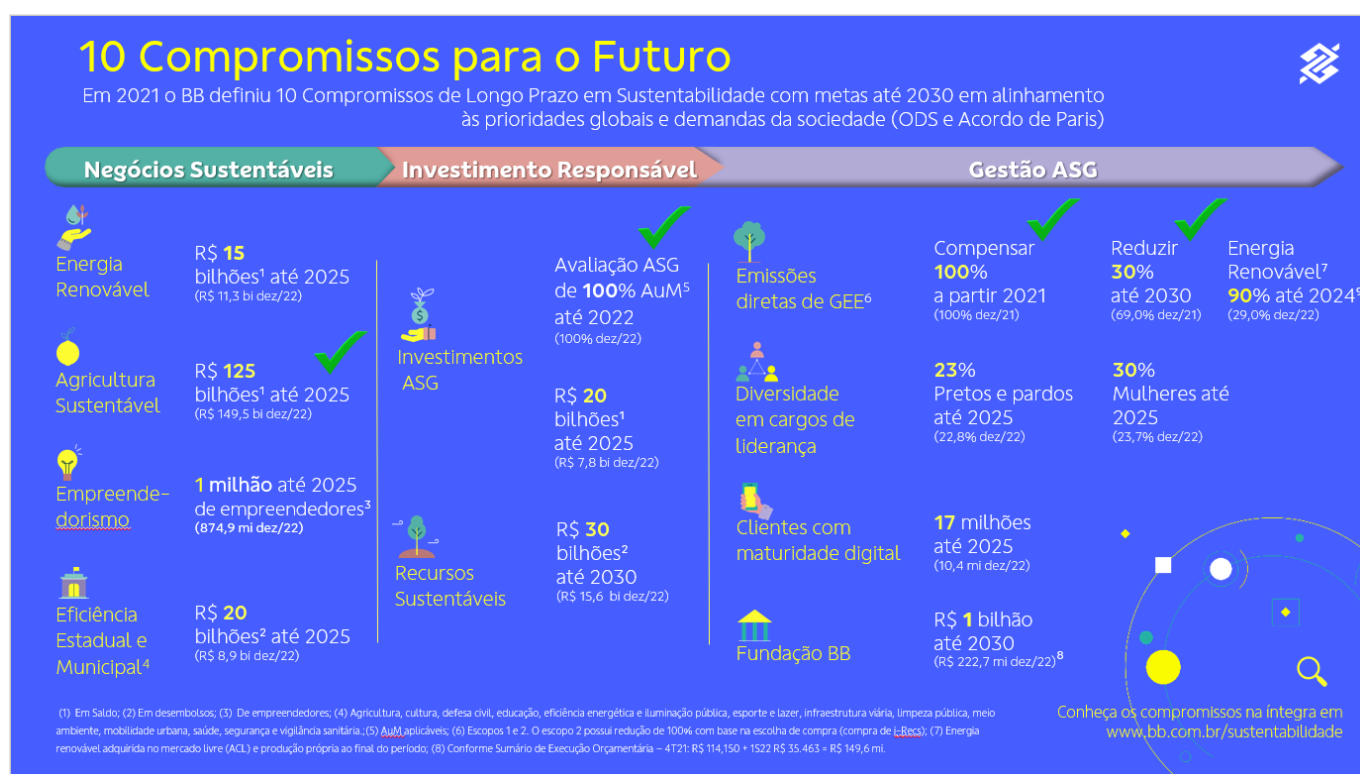 10 Compromissos para o Futuro
Em 2021 o BB definiu 10 Compromissos de Longo Prazo em Sustentabilidade com metas até 2030 em alinhamento
às prioridades globais e demandas da sociedade (ODS e Acordo de Paris)
Negócios Sustentáveis
Energia
Renovável
R$ 15
bilhões¹ até 2025
(R$ 11,3 bi dez/22)
Agricultura
Sustentável
R$ 125
bilhões¹ até 2025
(R$ 149,5 bi dez/22)
Empreende-
dorismo
1 milhão até 2025
de empreendedores³
(874,9 mi dez/22)
Eficiência
Estadual e
Municipal⁴
R$ 20
bilhões² até 2025
(R$ 8,9 bi dez/22)
Investimento Responsável
Investimentos
ASG
Avaliação ASG
de 100% AuM⁵
até 2022
(100% dez/22)
R$ 20
bilhões¹
até 2025
(R$ 7,8 bi dez/22)
Recursos
Sustentáveis
R$ 30
bilhões²
até 2030
(R$ 15,6 bi dez/22)
Gestão ASG
Emissões
diretas de GEE⁶
Compensar
100%
a partir 2021
(100% dez/21)
Reduzir
30%
até 2030
(69,0% dez/21)
Energia
Renovável⁷
90% até 2024⁹
(29,0% dez/22)
Diversidade
em cargos de
liderança
23%
Pretos e pardos
até 2025
(22,8% dez/22)
30%
Mulheres até
2025
(23,7% dez/22)
Clientes com
maturidade digital
17 milhões
até 2025
(10,4 mi dez/22)
Fundação BB
R$ 1 bilhão
até 2030
(R$ 222,7 mi dez/22)⁸
(1) Em Saldo; (2) Em desembolsos; (3) De empreendedores; (4) Agricultura, cultura, defesa civil, educação, eficiência energética e iluminação pública, esporte e lazer, infraestrutura viária, limpeza pública, meio
ambiente, mobilidade urbana, saúde, segurança e vigilância sanitária.;(5) AuM aplicáveis; (6) Escopos 1 e 2. O escopo 2 possui redução de 100% com base na escolha de compra (compra de i-Recs); (7) Energia
renovável adquirida no mercado livre (ACL) e produção própria ao final do período; (8) Conforme Sumário de Execução Orçamentária – 4T21: R$ 114,150 + 1S22 R$ 35.463 = R$ 149,6 mi.
Conheça os compromissos na íntegra em
www.bb.com.br/sustentabilidade